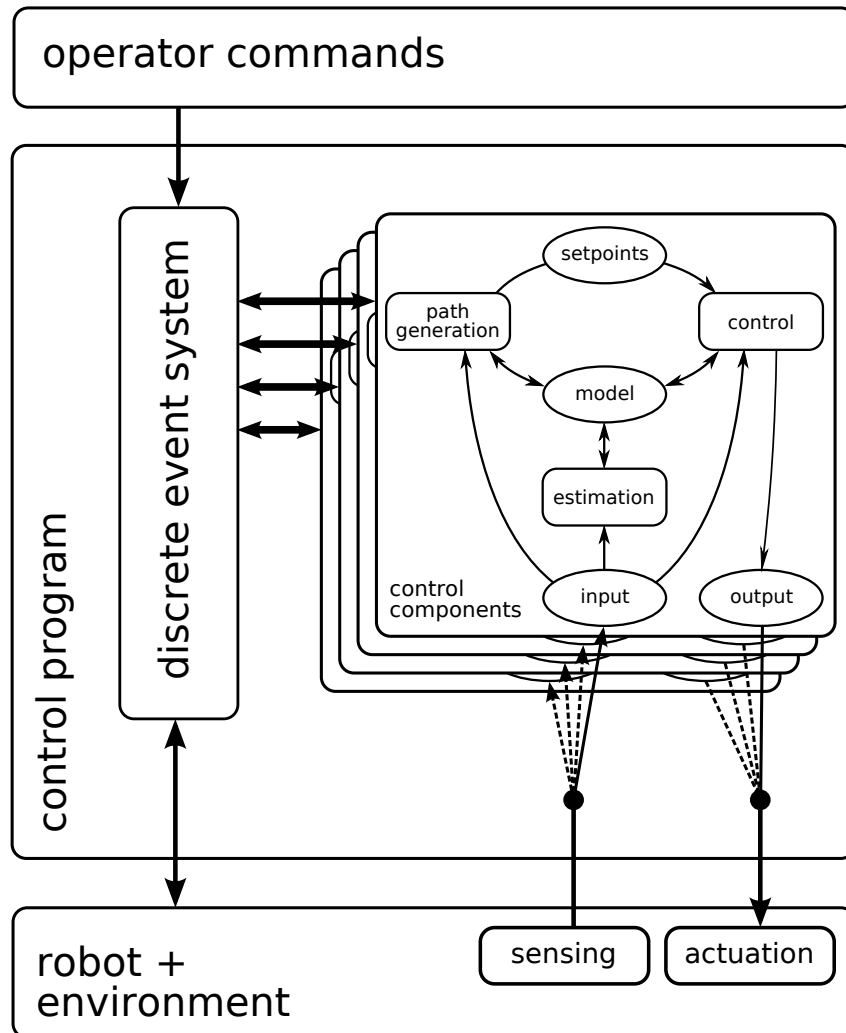 operator commands
control program
discrete event system
setpoints
path
generation
control
model
estimation
control
components
input
output
robot +
environment
sensing
actuation